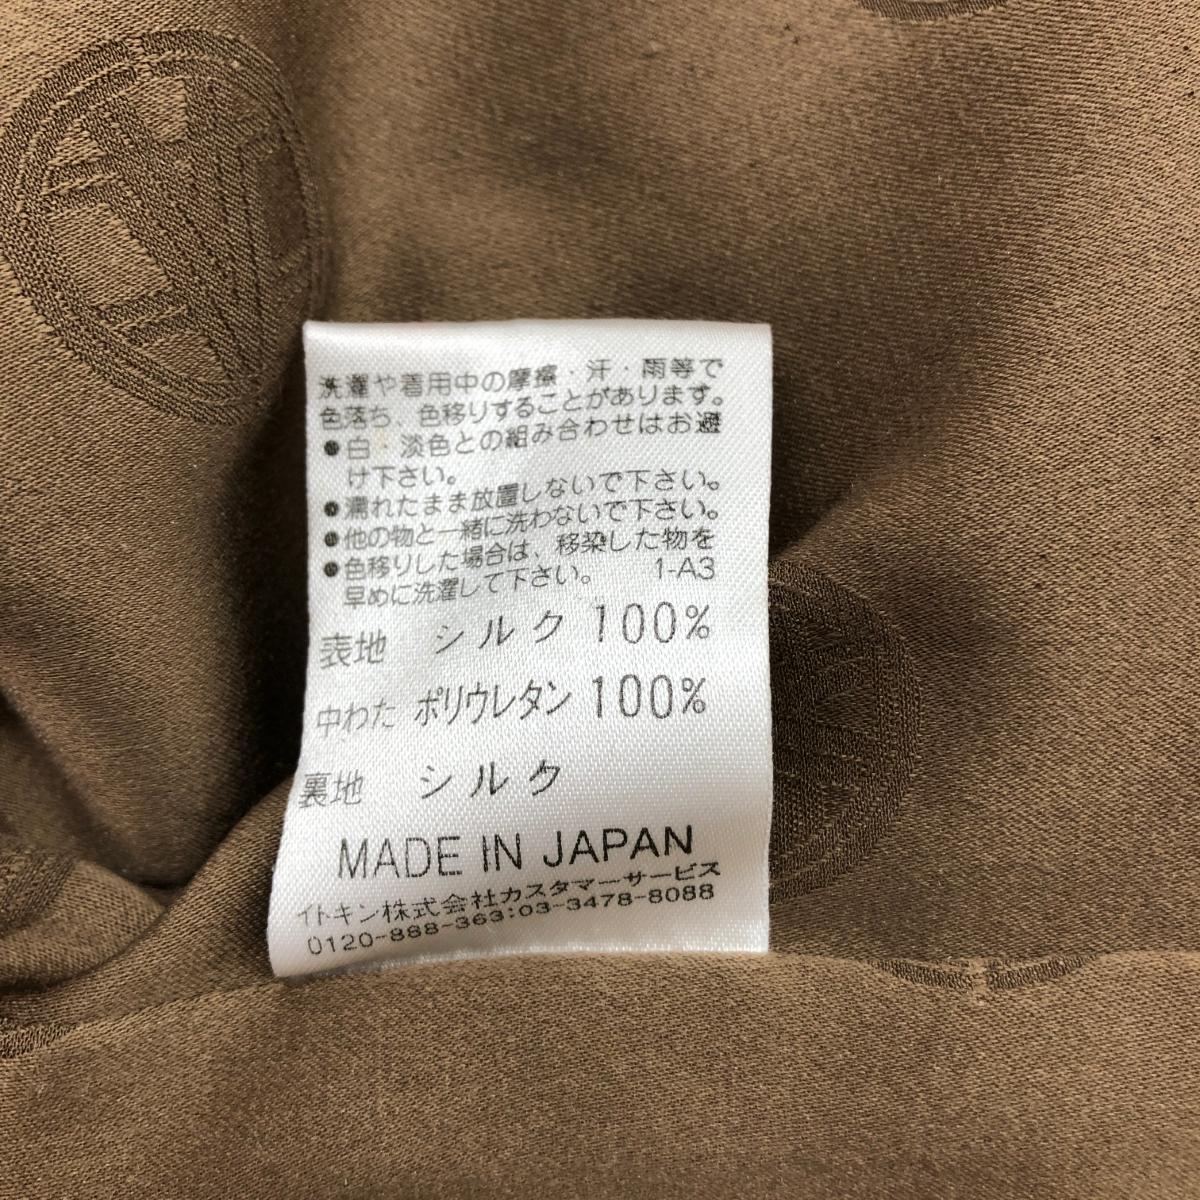 洗濯や着用中の摩擦・汗・雨等で
色落ち、色移りすることがあります。
●白・淡色との組み合わせはお避
け下さい。
●濡れたまま放置しないで下さい。
●他の物と一緒に洗わないで下さい。
●色移りした場合は、移染した物を
早めに洗濯して下さい。 1-A3
表地 シルク 100%
中わた ポリウレタン 100%
裏地 シルク
MADE IN JAPAN
イトキン株式会社カスタマーサービス
0120-888-363:03-3478-8088